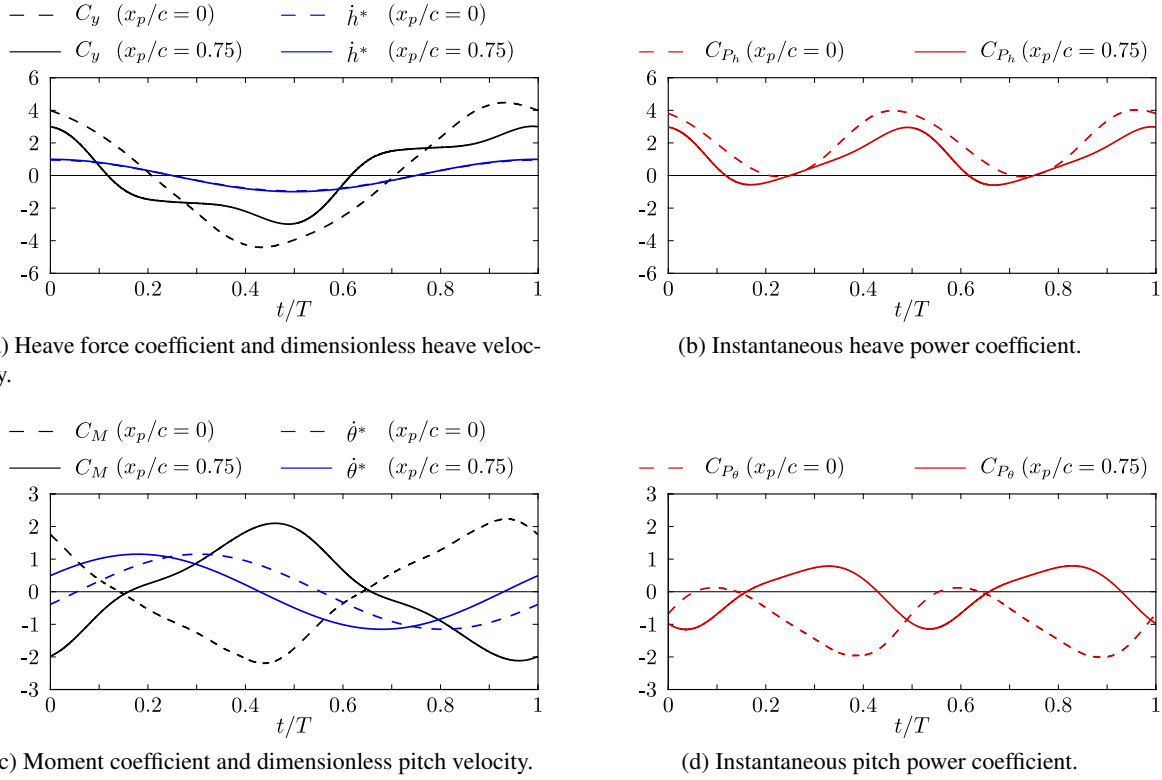 C_y (x_p/c = 0) ḣ* (x_p/c = 0)
C_y (x_p/c = 0.75) ḣ* (x_p/c = 0.75)
6
4
2
0
-2
-4
-6
0 0.2 0.4 0.6 0.8 1
t/T
) Heave force coefficient and dimensionless heave veloc-
y.
C_{P_h} (x_p/c = 0) C_{P_h} (x_p/c = 0.75)
6
4
2
0
-2
-4
-6
0 0.2 0.4 0.6 0.8 1
t/T
(b) Instantaneous heave power coefficient.
C_M (x_p/c = 0) θ̇* (x_p/c = 0)
C_M (x_p/c = 0.75) θ̇* (x_p/c = 0.75)
3
2
1
0
-1
-2
-3
0 0.2 0.4 0.6 0.8 1
t/T
c) Moment coefficient and dimensionless pitch velocity.
C_{P_θ} (x_p/c = 0) C_{P_θ} (x_p/c = 0.75)
3
2
1
0
-1
-2
-3
0 0.2 0.4 0.6 0.8 1
t/T
(d) Instantaneous pitch power coefficient.